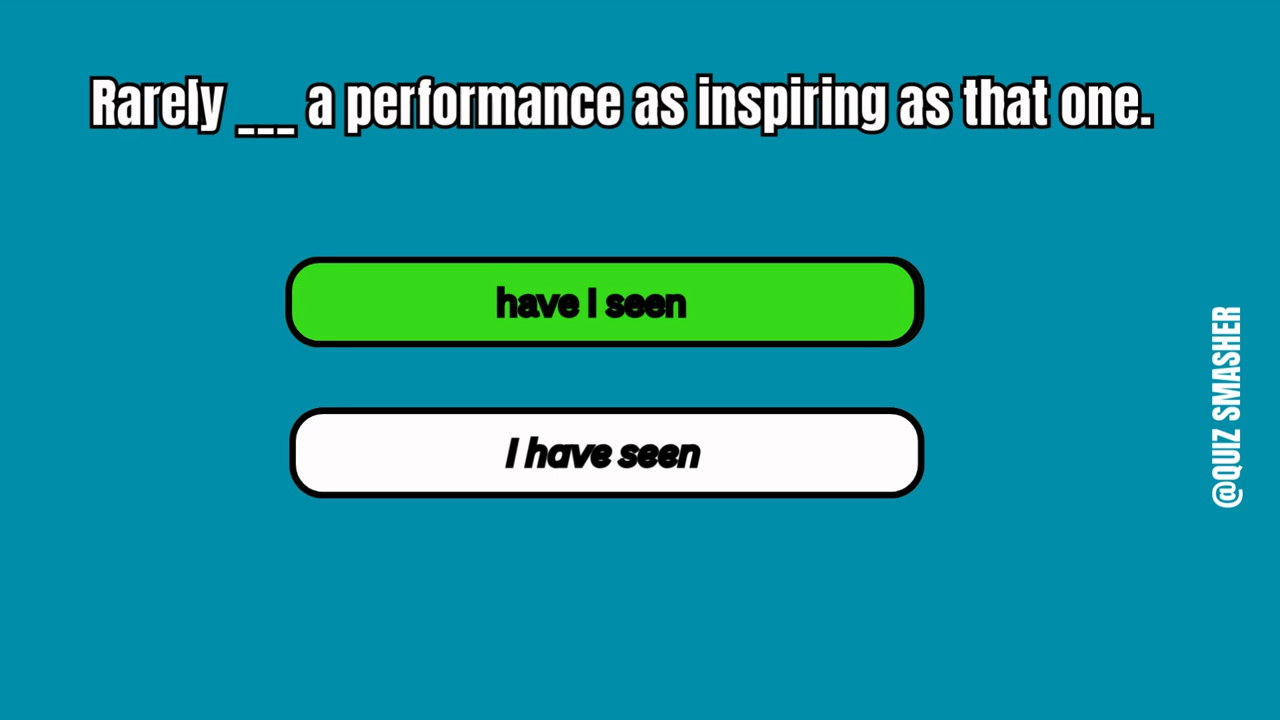 Rarely ___ a performance as inspiring as that one.
have I seen
I have seen
@QUIZ SMASHER